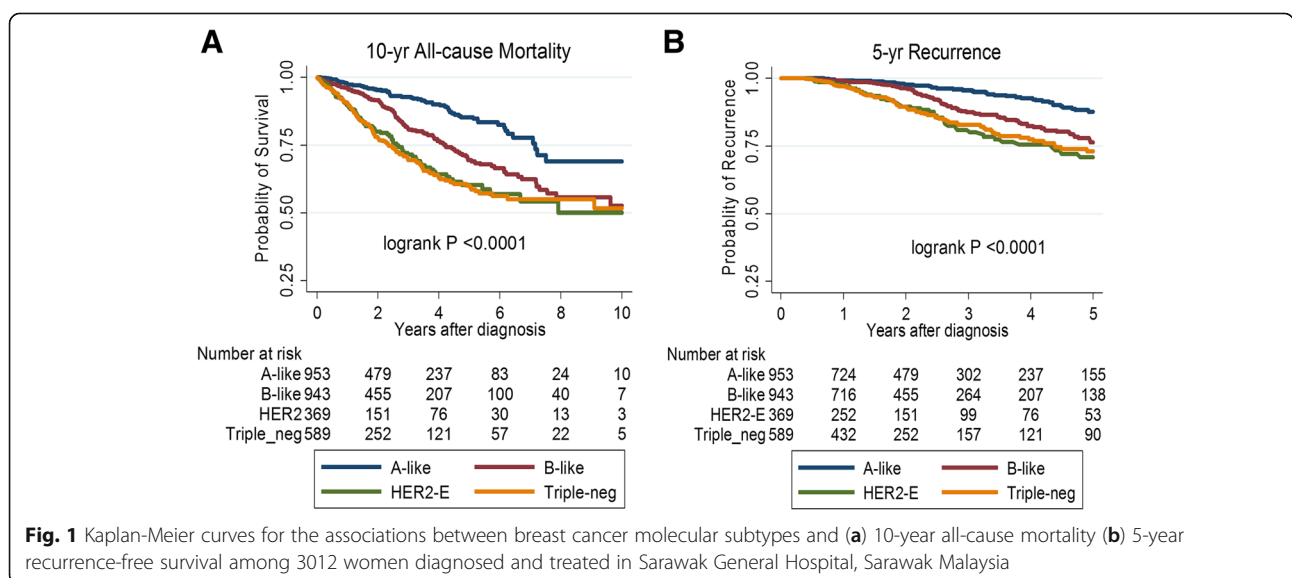 A
10-yr All-cause Mortality
Probablity of Survival
1.00
0.75
0.50
0.25
logrank P <0.0001
0 2 4 6 8 10
Years after diagnosis
Number at risk
A-like 953 479 237 83 24 10
B-like 943 455 207 100 40 7
HER2 369 151 76 30 13 3
Triple_neg 589 252 121 57 22 5
A-like B-like
HER2-E Triple-neg
B
5-yr Recurrence
Probablity of Recurrence
1.00
0.75
0.50
0.25
logrank P <0.0001
0 1 2 3 4 5
Years after diagnosis
Number at risk
A-like 953 724 479 302 237 155
B-like 943 716 455 264 207 138
HER2-E 369 252 151 99 76 53
Triple_neg 589 432 252 157 121 90
A-like B-like
HER2-E Triple-neg
Fig. 1 Kaplan-Meier curves for the associations between breast cancer molecular subtypes and (a) 10-year all-cause mortality (b) 5-year
recurrence-free survival among 3012 women diagnosed and treated in Sarawak General Hospital, Sarawak Malaysia